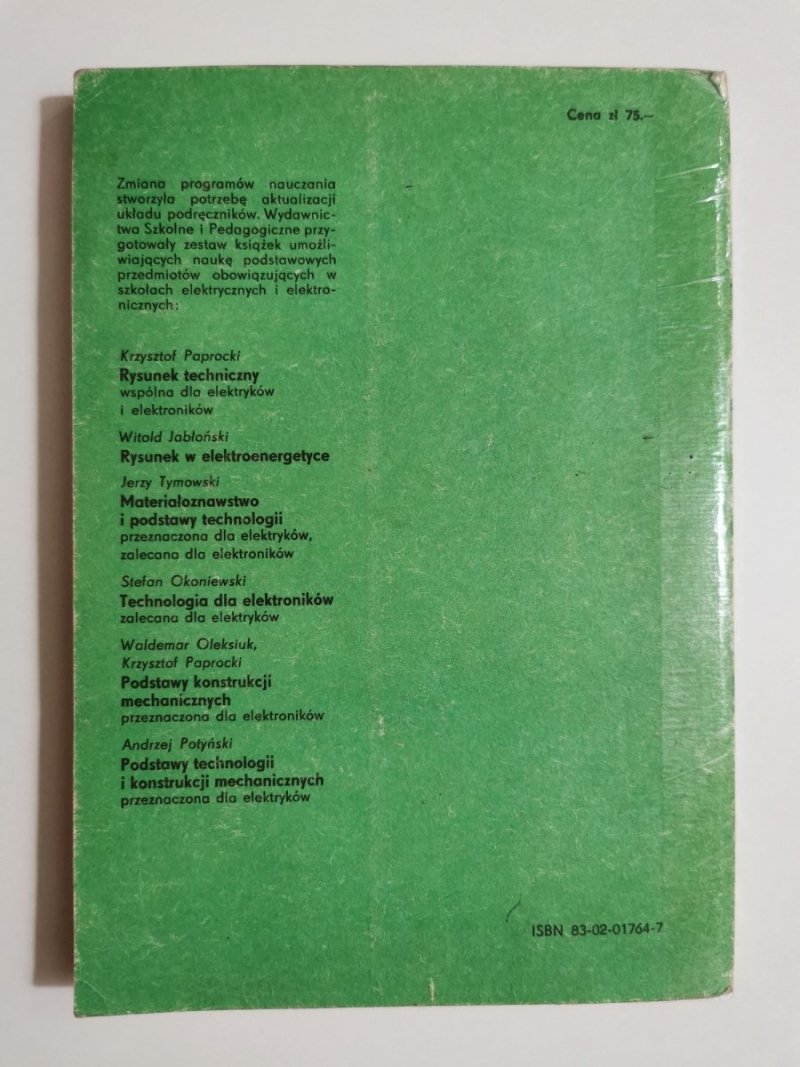 Cena zł 75.—
Zmiana programów nauczania
stworzyła potrzebę aktualizacji
układu podręczników. Wydawnic-
twa Szkolne i Pedagogiczne przy-
gotowały zestaw książek umożli-
wiających naukę podstawowych
przedmiotów obowiązujących w
szkołach elektrycznych i elektro-
nicznych:
Krzysztof Paprocki
Rysunek techniczny
wspólna dla elektryków
i elektroników
Witold Jabłoński
Rysunek w elektroenergetyce
Jerzy Tymowski
Materiałoznawstwo
i podstawy technologii
przeznaczona dla elektryków,
zalecana dla elektroników
Stefan Okoniewski
Technologia dla elektroników
zalecana dla elektryków
Waldemar Oleksiuk,
Krzysztof Paprocki
Podstawy konstrukcji
mechanicznych
przeznaczona dla elektroników
Andrzej Potyński
Podstawy technologii
i konstrukcji mechanicznych
przeznaczona dla elektryków
ISBN 83-02-01764-7